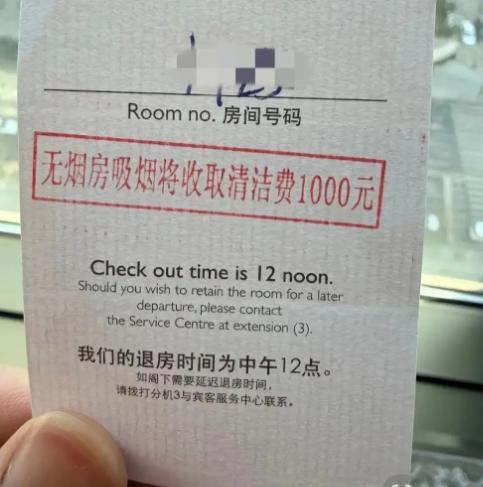 Room no. 房间号码
无烟房吸烟将收取清洁费1000元
Check out time is 12 noon.
Should you wish to retain the room for a later
departure, please contact
the Service Centre at extension (3).
我们的退房时间为中午12点。
如阁下需要延迟退房时间，
请拨打分机3与宾客服务中心联系。